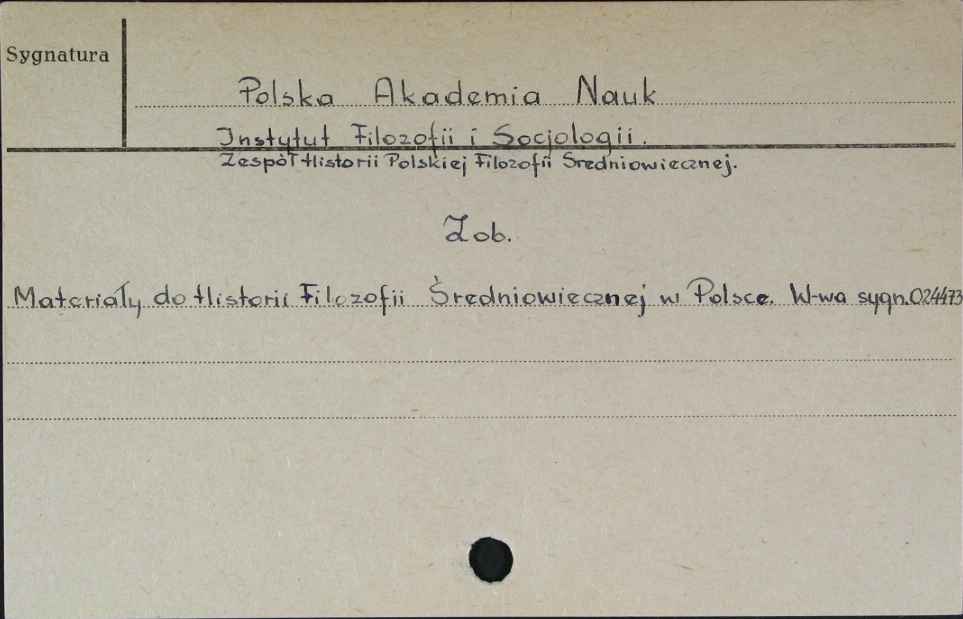 Sygnatura
Polska Akademia Nauk
Instytut Filozofii i Socjologii.
Zespół Historii Polskiej Filozofii Średniowiecznej.
Zob.
Materiały do Historii Filozofii Średniowiecznej w Polsce. W-wa sygn.024473